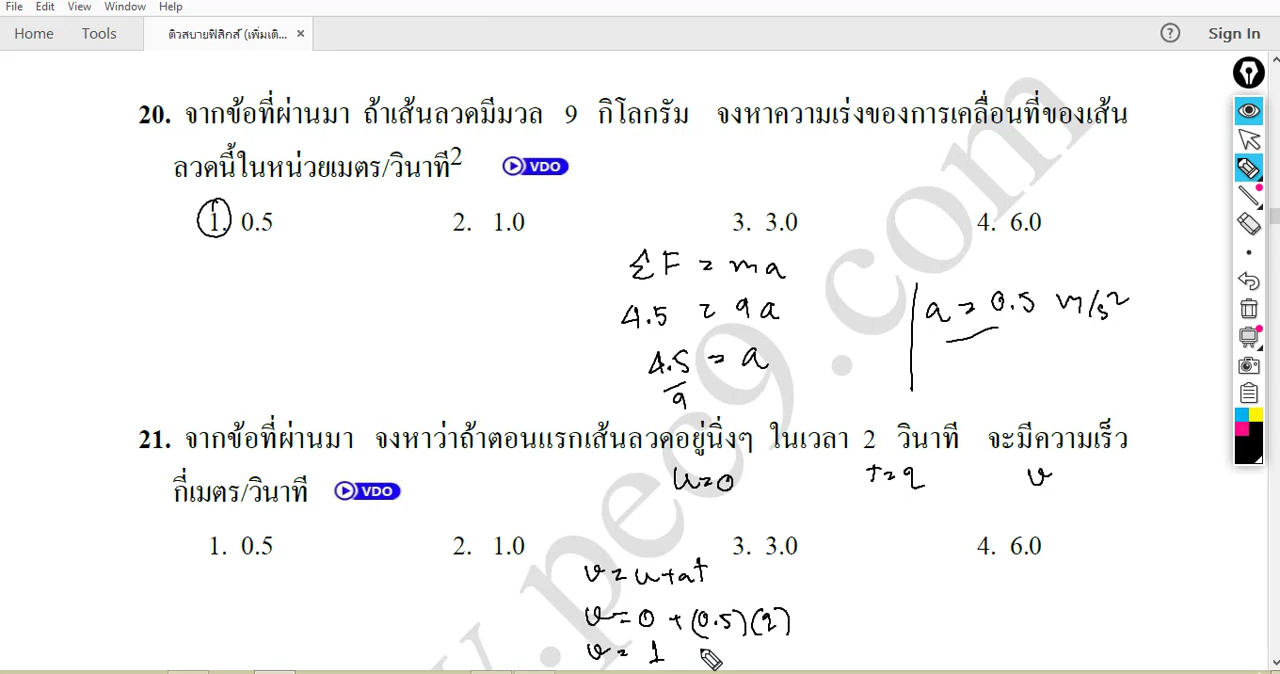 File Edit View Window Help
Home Tools ติวสบายฟิสิกส์ (เพิ่มเติ... × ? Sign In
20. จากข้อที่ผ่านมา ถ้าเส้นลวดมีมวล 9 กิโลกรัม จงหาความเร่งของการเคลื่อนที่ของเส้น
ลวดนี้ในหน่วยเมตร/วินาที2 VDO
1. 0.5 2. 1.0 3. 3.0 4. 6.0
ΣF = ma
4.5 = 9a
4.5/9 = a
a = 0.5 m/s2
21. จากข้อที่ผ่านมา จงหาว่าถ้าตอนแรกเส้นลวดอยู่นิ่งๆ ในเวลา 2 วินาที จะมีความเร็ว
u=0 t=2 v
กี่เมตร/วินาที VDO
1. 0.5 2. 1.0 3. 3.0 4. 6.0
v=u+at
v=0+(0.5)(2)
v= 1
v.pec9.com